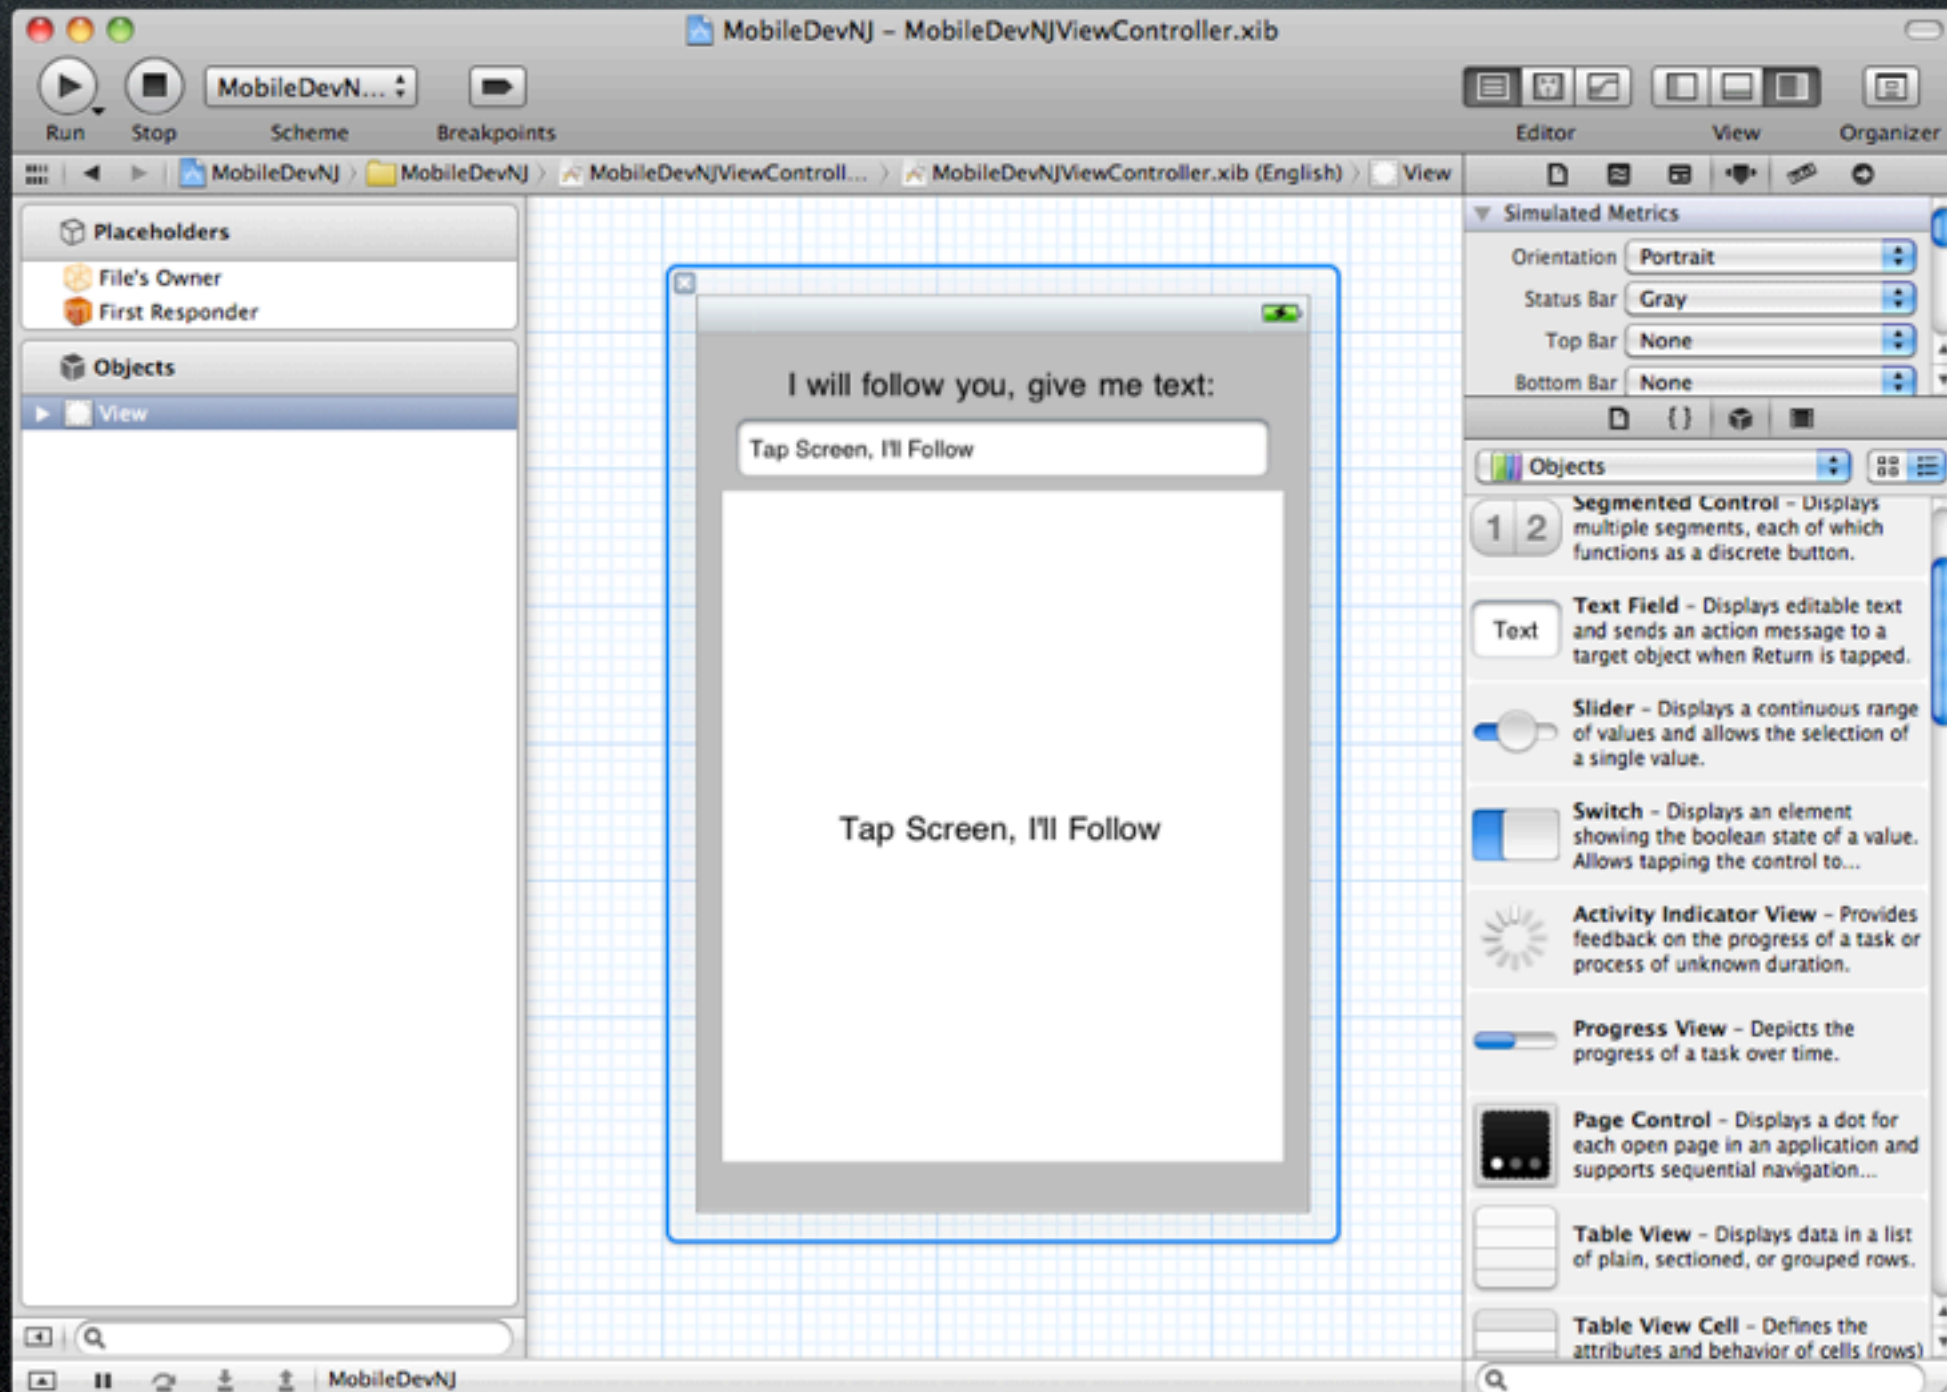 MobileDevNJ – MobileDevNJViewController.xib
MobileDevN...
Run Stop Scheme Breakpoints Editor View Organizer
MobileDevNJ MobileDevNJ MobileDevNJViewControll... MobileDevNJViewController.xib (English) View
Placeholders
File's Owner
First Responder
Objects
View
I will follow you, give me text:
Tap Screen, I'll Follow
Tap Screen, I'll Follow
Simulated Metrics
Orientation Portrait
Status Bar Gray
Top Bar None
Bottom Bar None
{}
Objects
1 2
Segmented Control – Displays
multiple segments, each of which
functions as a discrete button.
Text
Text Field – Displays editable text
and sends an action message to a
target object when Return is tapped.
Slider – Displays a continuous range
of values and allows the selection of
a single value.
Switch – Displays an element
showing the boolean state of a value.
Allows tapping the control to...
Activity Indicator View – Provides
feedback on the progress of a task or
process of unknown duration.
Progress View – Depicts the
progress of a task over time.
Page Control – Displays a dot for
each open page in an application and
supports sequential navigation...
Table View – Displays data in a list
of plain, sectioned, or grouped rows.
Table View Cell – Defines the
attributes and behavior of cells (rows)
MobileDevNJ